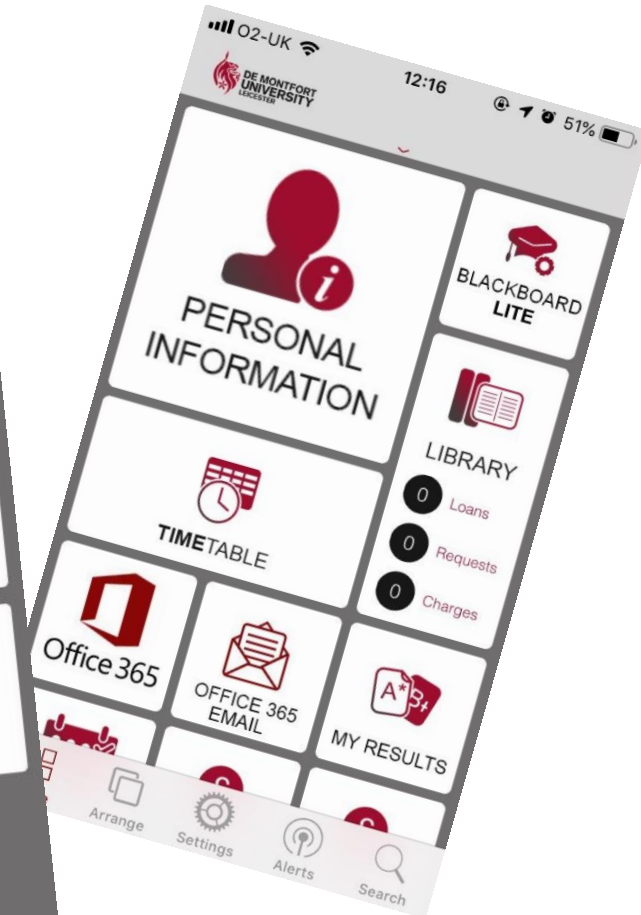 O2-UK
12:16
51%
DE MONTFORT
UNIVERSITY
LEICESTER
PERSONAL
INFORMATION
BLACKBOARD
LITE
LIBRARY
0 Loans
0 Requests
0 Charges
TIMETABLE
Office 365
OFFICE 365
EMAIL
MY RESULTS
A* B+
Arrange
Settings
Alerts
Search